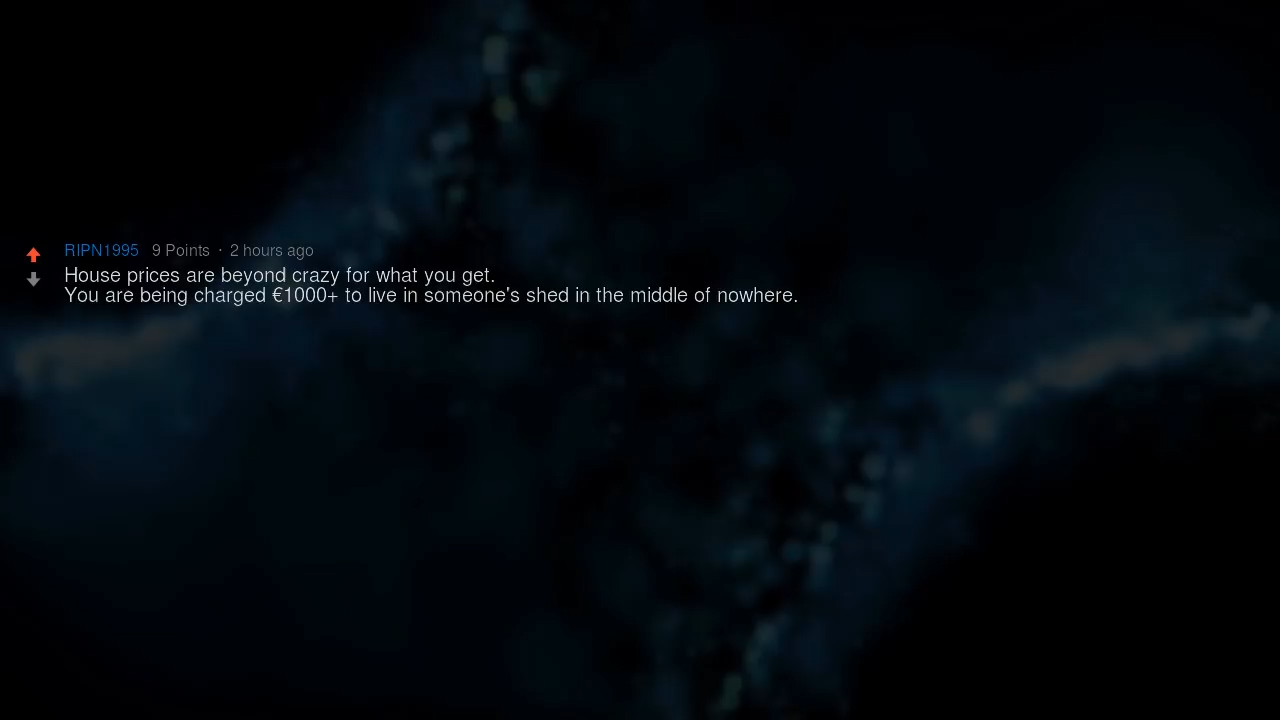 RIPN1995 9 Points · 2 hours ago
House prices are beyond crazy for what you get.
You are being charged €1000+ to live in someone's shed in the middle of nowhere.